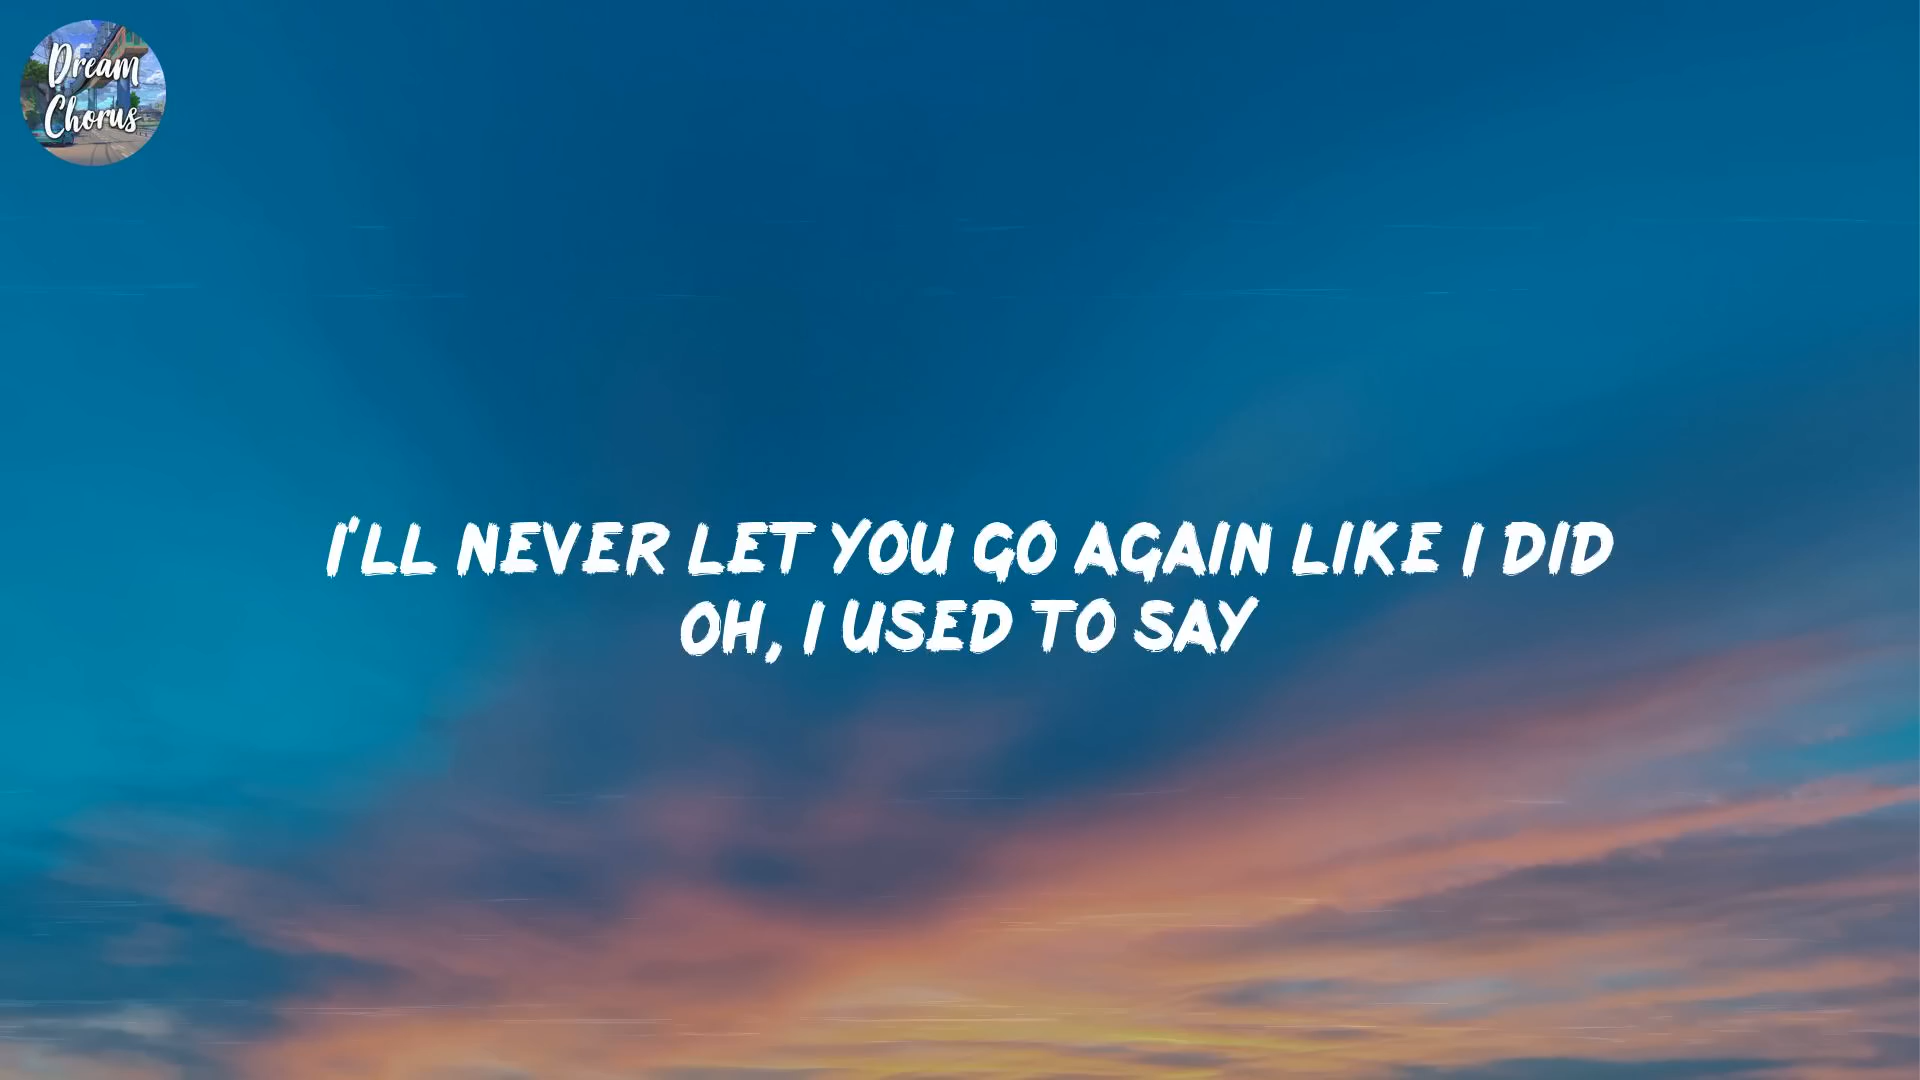 Dream
Chorus
I'LL NEVER LET YOU GO AGAIN LIKE I DID
OH, I USED TO SAY